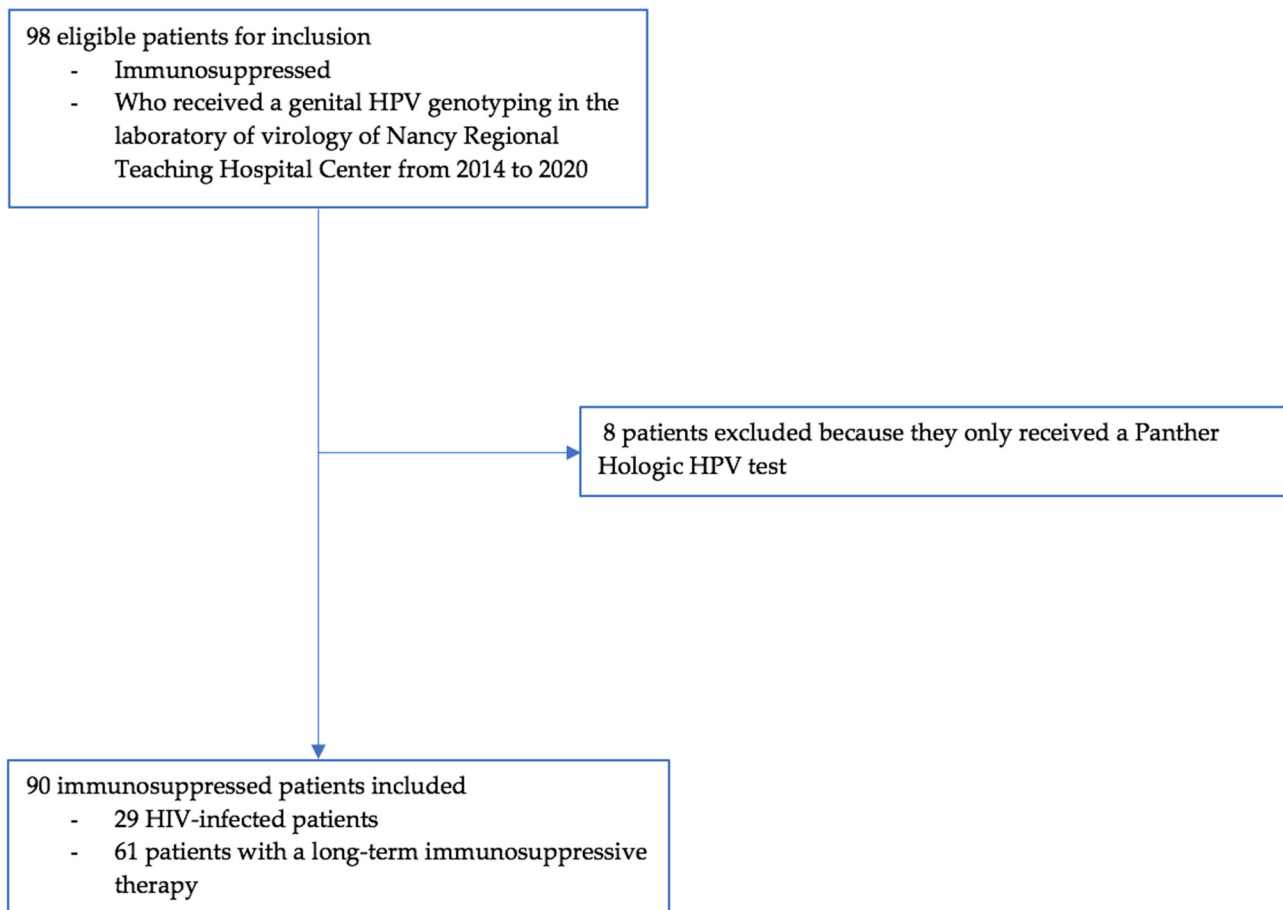 98 eligible patients for inclusion
- Immunosuppressed
- Who received a genital HPV genotyping in the
laboratory of virology of Nancy Regional
Teaching Hospital Center from 2014 to 2020
8 patients excluded because they only received a Panther
Hologic HPV test
90 immunosuppressed patients included
- 29 HIV-infected patients
- 61 patients with a long-term immunosuppressive
therapy